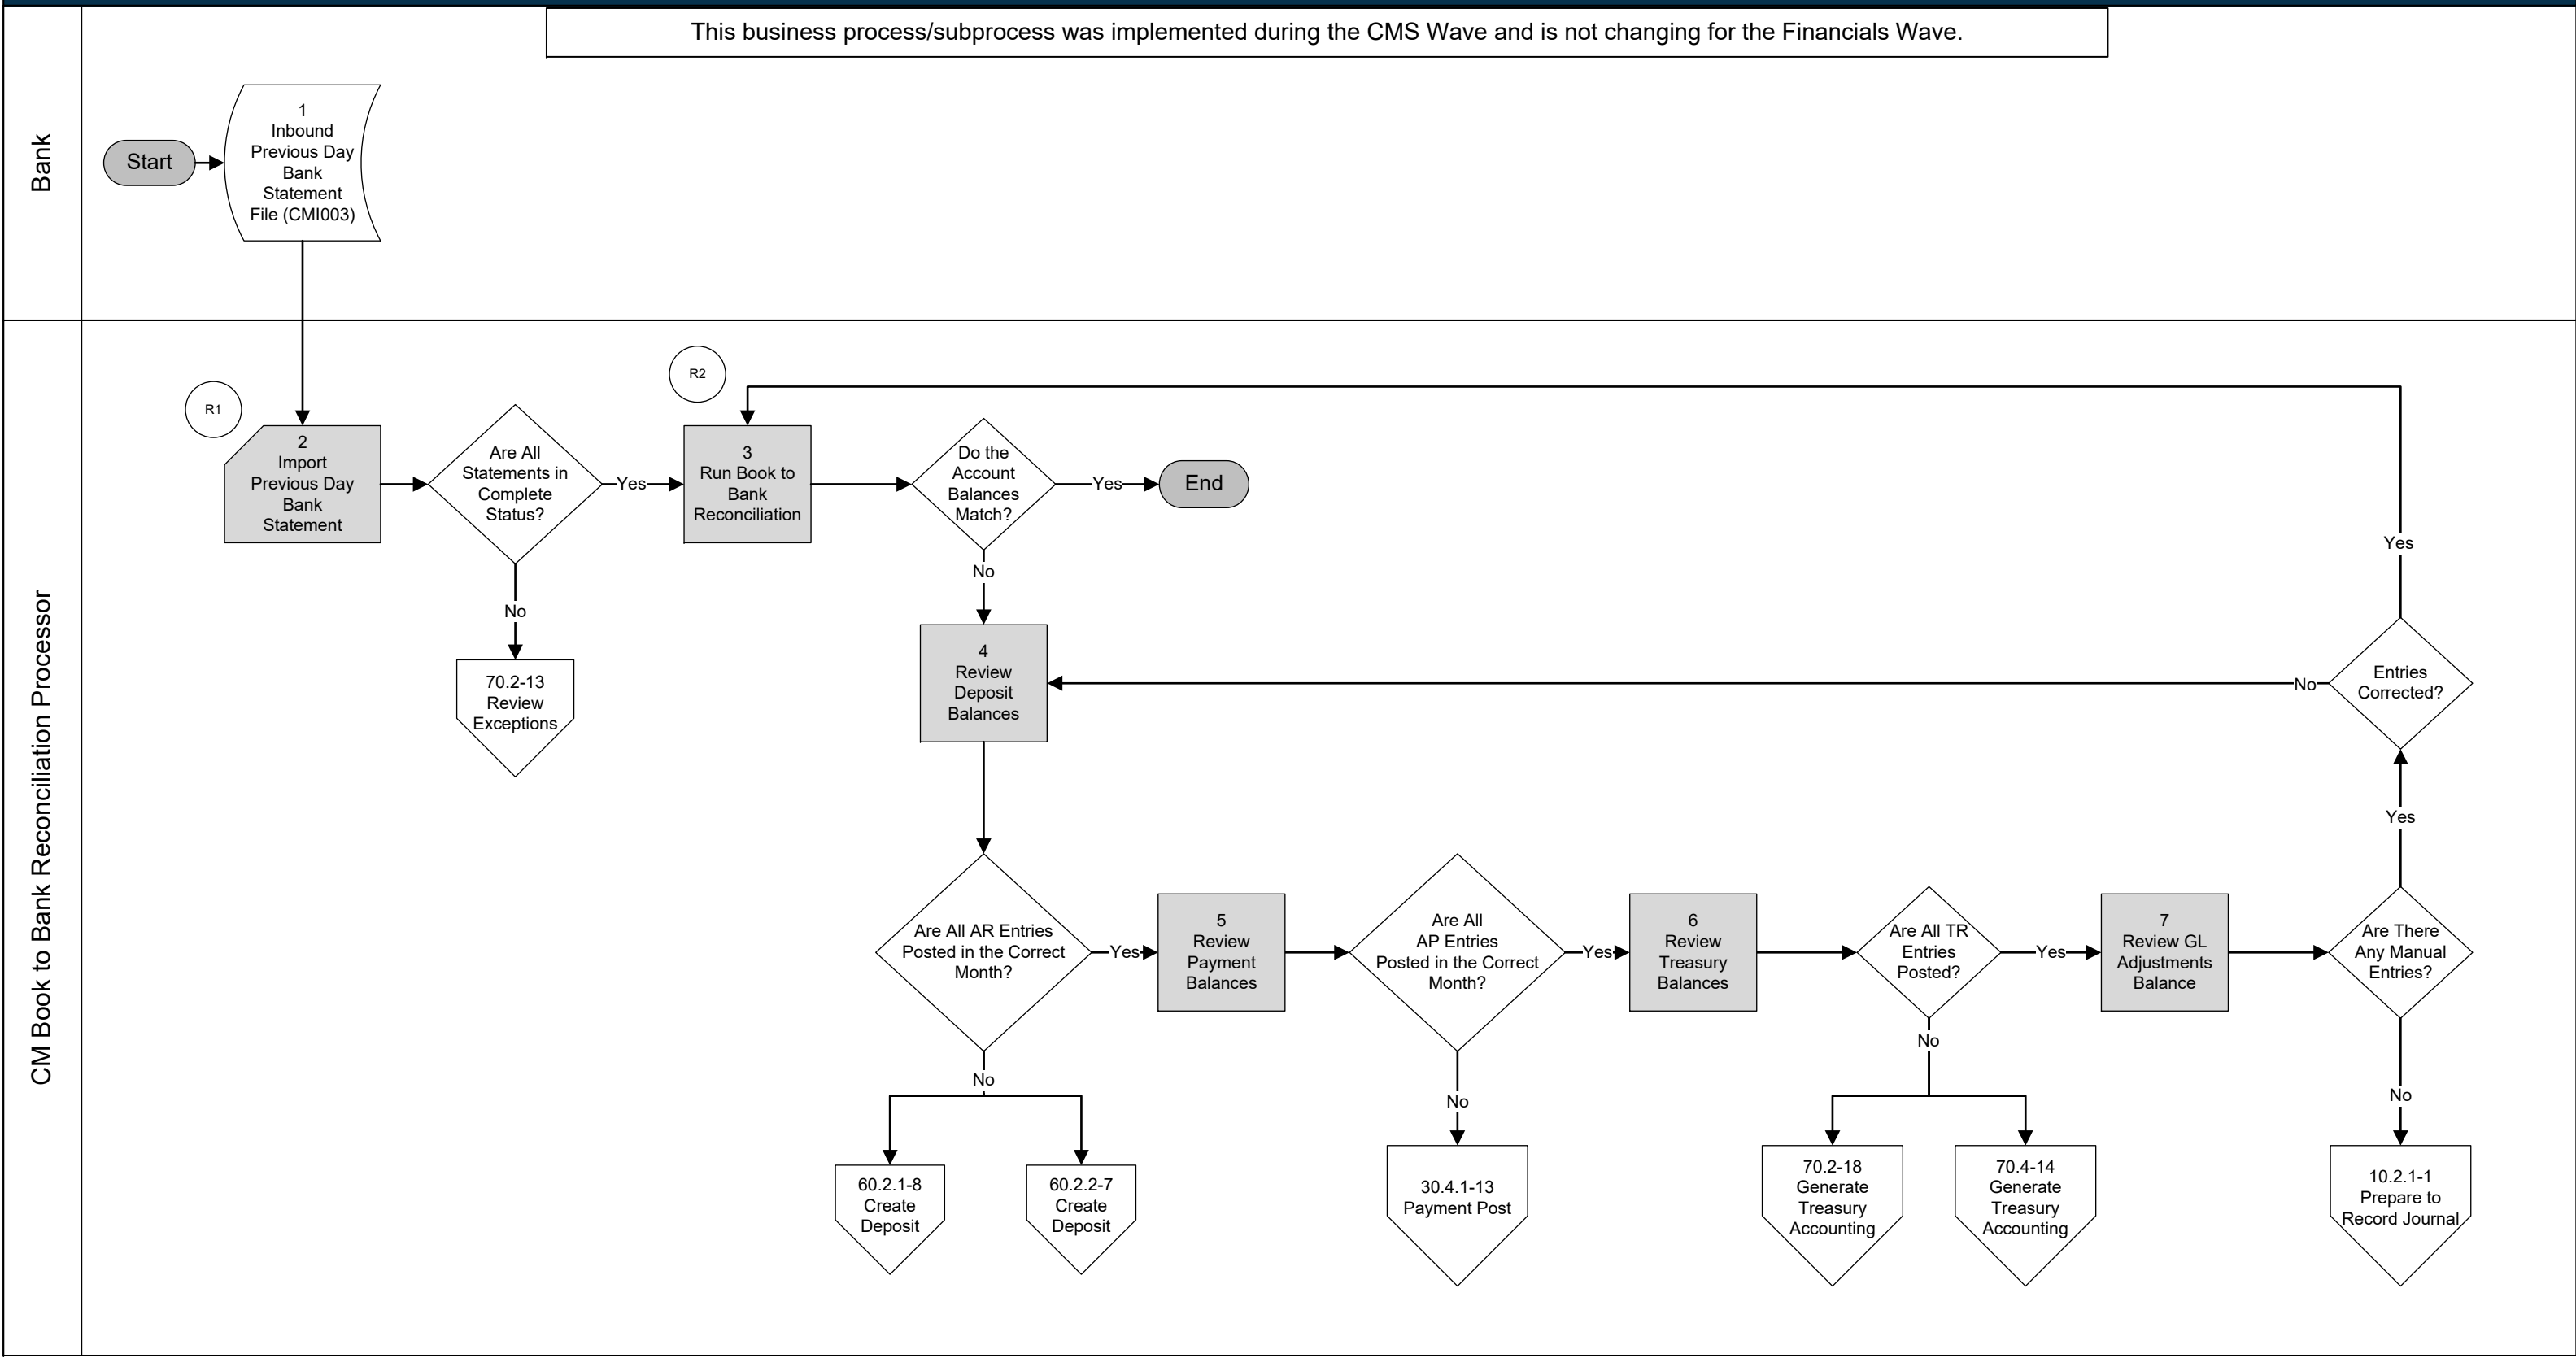 This business process/subprocess was implemented during the CMS Wave and is not changing for the Financials Wave.
Bank
Start
1
Inbound
Previous Day
Bank
Statement
File (CMI003)
CM Book to Bank Reconciliation Processor
R1
2
Import
Previous Day
Bank
Statement
Are All
Statements in
Complete
Status?
Yes
No
70.2-13
Review
Exceptions
R2
3
Run Book to
Bank
Reconciliation
Do the
Account
Balances
Match?
Yes
End
No
4
Review
Deposit
Balances
Are All AR Entries
Posted in the Correct
Month?
No
60.2.1-8
Create
Deposit
60.2.2-7
Create
Deposit
Yes
5
Review
Payment
Balances
Are All
AP Entries
Posted in the Correct
Month?
No
30.4.1-13
Payment Post
Yes
6
Review
Treasury
Balances
Are All TR
Entries
Posted?
No
70.2-18
Generate
Treasury
Accounting
70.4-14
Generate
Treasury
Accounting
Yes
7
Review GL
Adjustments
Balance
Are There
Any Manual
Entries?
No
10.2.1-1
Prepare to
Record Journal
Yes
Entries
Corrected?
No
Yes